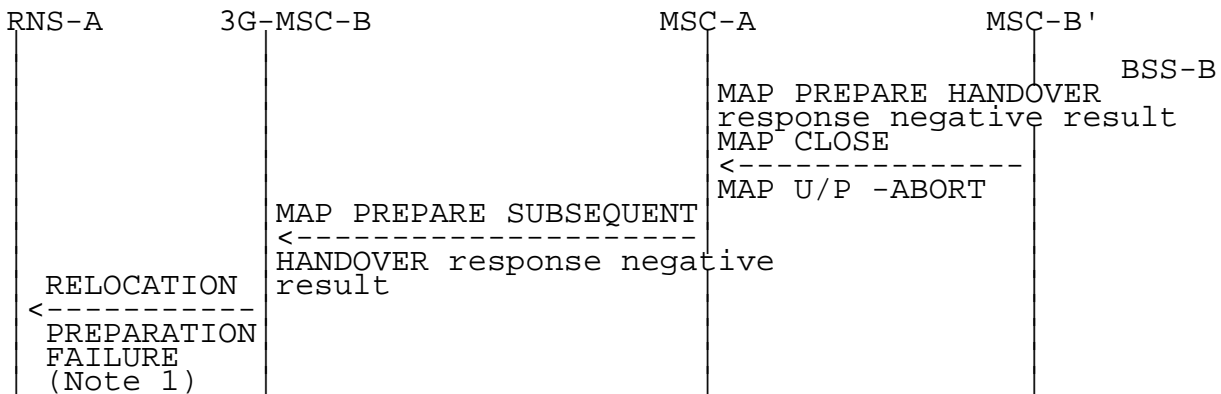 RNS-A 3G-MSC-B MSC-A MSC-B'
BSS-B
MAP PREPARE HANDOVER
response negative result
MAP CLOSE
<---------------
MAP U/P -ABORT
MAP PREPARE SUBSEQUENT
<---------------------
HANDOVER response negative
result
RELOCATION
<-----------
PREPARATION
FAILURE
(Note 1)